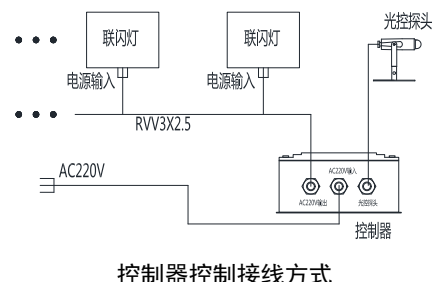 光控探头
联闪灯
联闪灯
电源输入
电源输入
RVV3X2.5
AC220V
AC220V输入
AC220V输出
光控探头
控制器
控制器控制接线方式